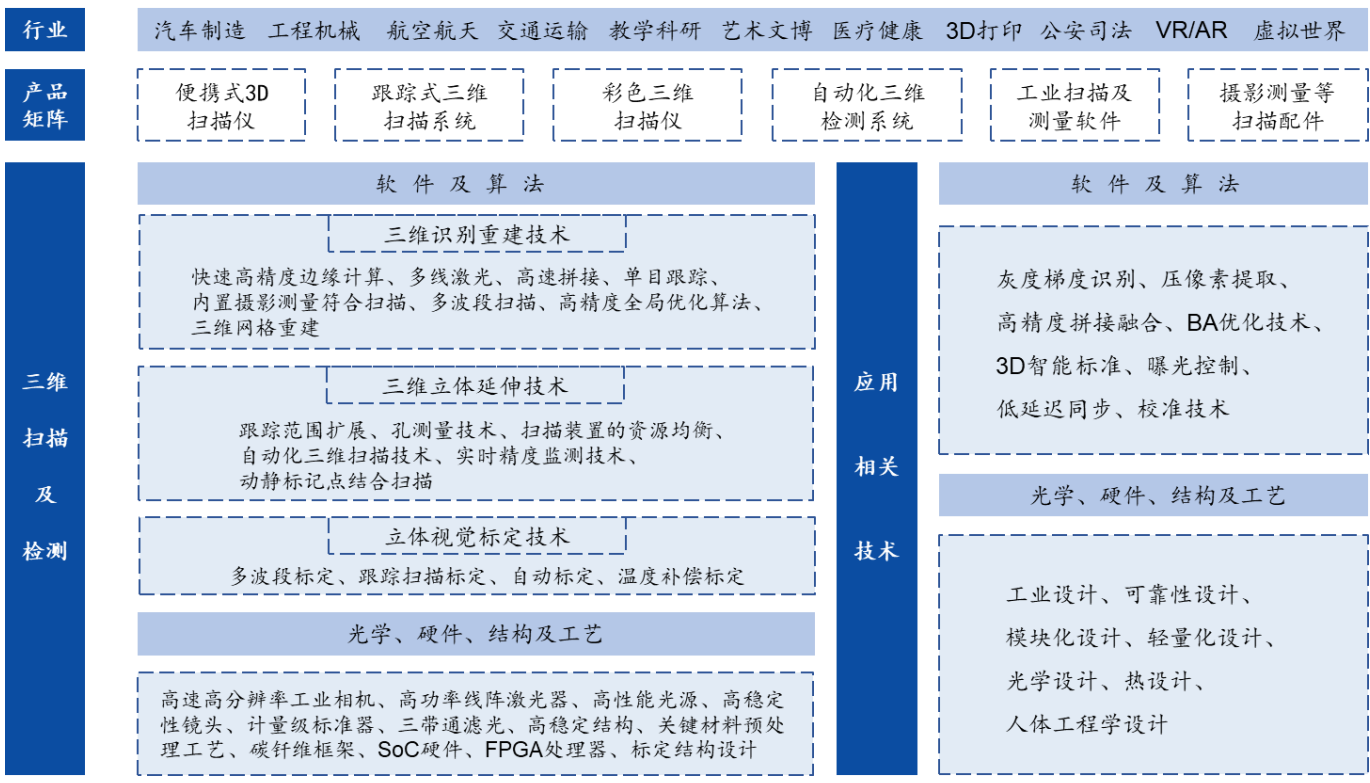 行业
汽车制造 工程机械 航空航天 交通运输 教学科研 艺术文博 医疗健康 3D打印 公安司法 VR/AR 虚拟世界
产品
矩阵
便携式3D
扫描仪
跟踪式三维
扫描系统
彩色三维
扫描仪
自动化三维
检测系统
工业扫描及
测量软件
摄影测量等
扫描配件
三维
扫描
及
检测
软件及算法
三维识别重建技术
快速高精度边缘计算、多线激光、高速拼接、单目跟踪、
内置摄影测量符合扫描、多波段扫描、高精度全局优化算法、
三维网格重建
三维立体延伸技术
跟踪范围扩展、孔测量技术、扫描装置的资源均衡、
自动化三维扫描技术、实时精度监测技术、
动静标记点结合扫描
立体视觉标定技术
多波段标定、跟踪扫描标定、自动标定、温度补偿标定
光学、硬件、结构及工艺
高速高分辨率工业相机、高功率线阵激光器、高性能光源、高稳定
性镜头、计量级标准器、三带通滤光、高稳定结构、关键材料预处
理工艺、碳钎维框架、SoC硬件、FPGA处理器、标定结构设计
应用
相关
技术
软件及算法
灰度梯度识别、压像素提取、
高精度拼接融合、BA优化技术、
3D智能标准、曝光控制、
低延迟同步、校准技术
光学、硬件、结构及工艺
工业设计、可靠性设计、
模块化设计、轻量化设计、
光学设计、热设计、
人体工程学设计